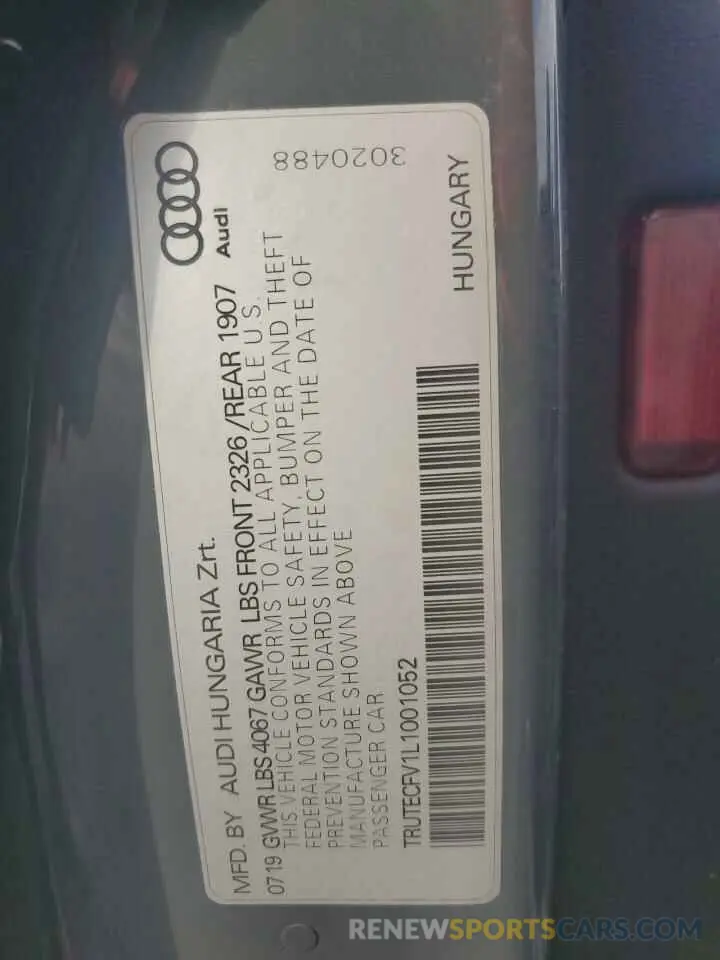 MFD. BY AUDI HUNGARIA Zrt.
0719 GVWR LBS 4067 GAWR LBS FRONT 2326 /REAR 1907 Audi
THIS VEHICLE CONFORMS TO ALL APPLICABLE U.S.
FEDERAL MOTOR VEHICLE SAFETY, BUMPER AND THEFT
PREVENTION STANDARDS IN EFFECT ON THE DATE OF
MANUFACTURE SHOWN ABOVE
PASSENGER CAR
3020488
TRUTECFV1L1001052
HUNGARY
RENEWSPORTSCARS.COM